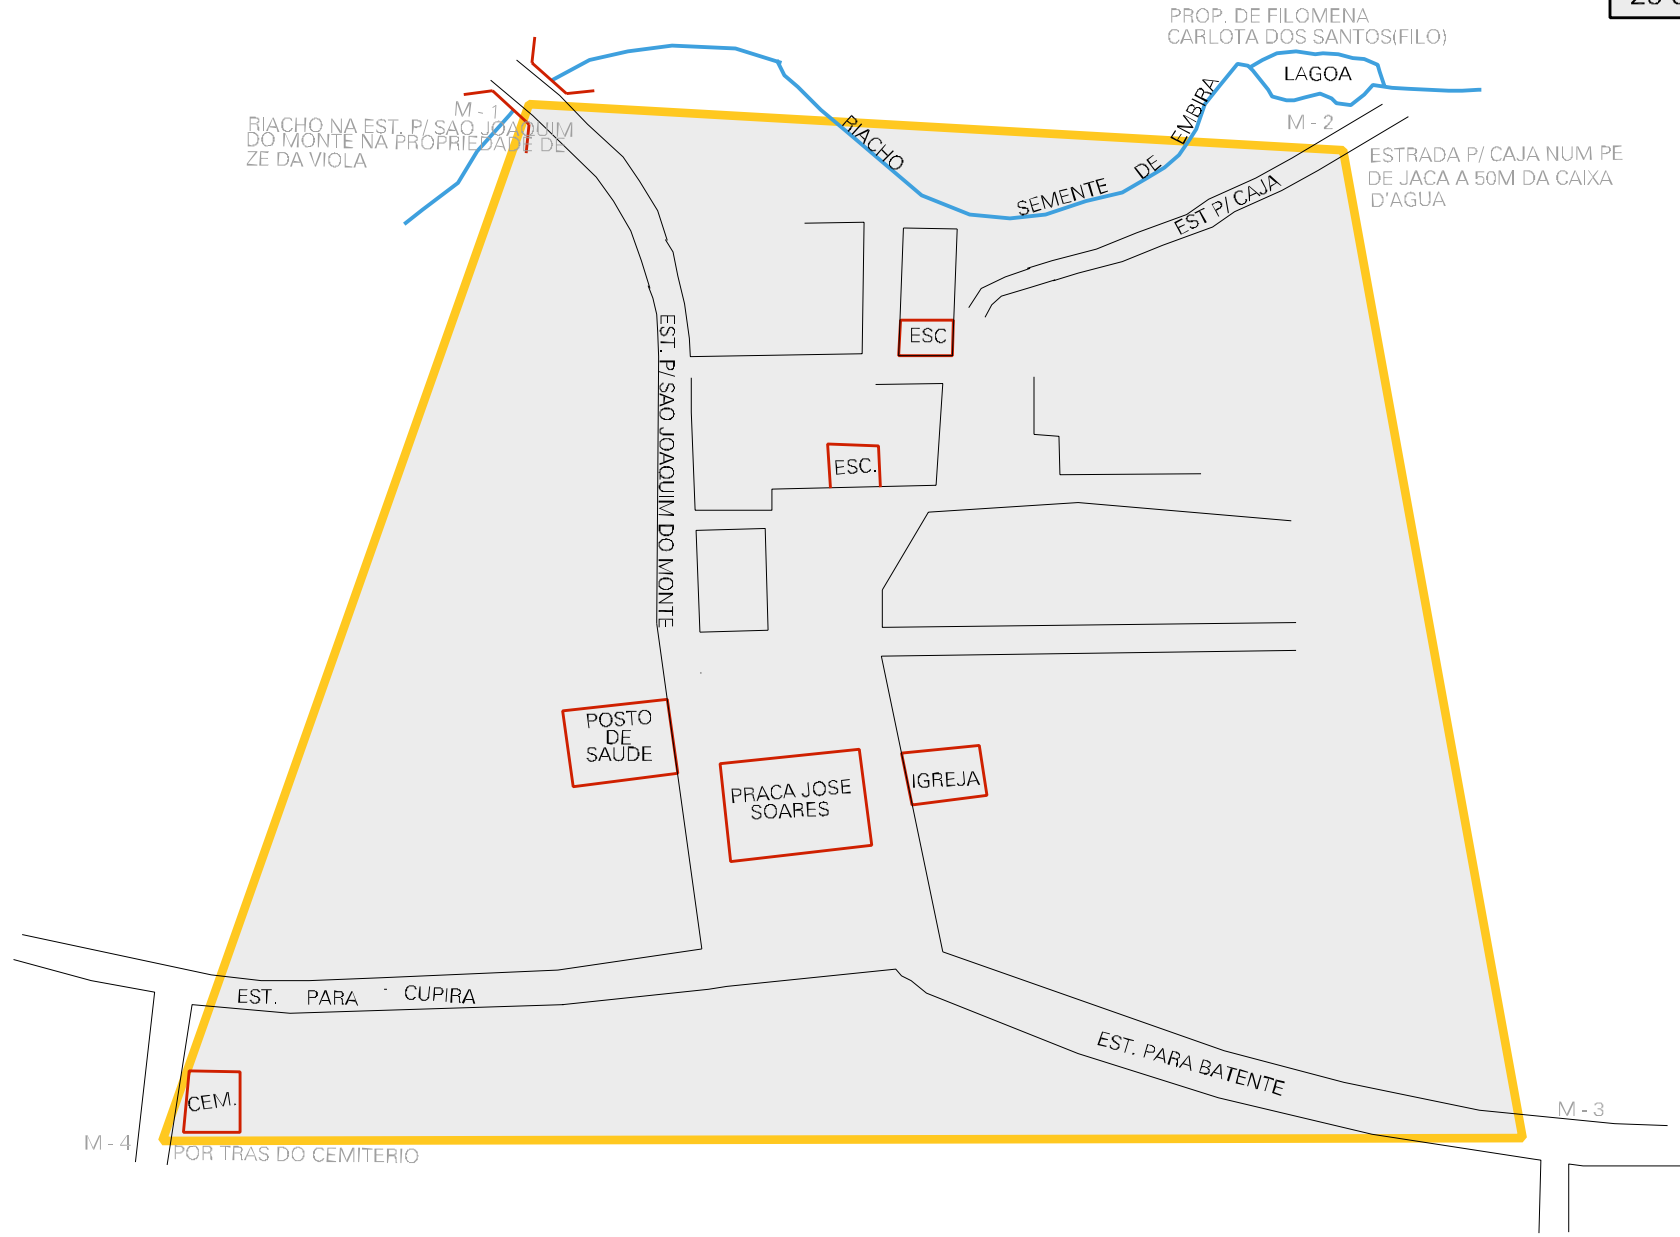 PROP. DE FILOMENA
CARLOTA DOS SANTOS(FILO)
LAGOA
M - 1
M - 2
RIACHO NA EST. P/ SAO JOAQUIM
DO MONTE NA PROPRIEDADE DE
ZE DA VIOLA
RIACHO SEMENTE DE EMBIRA
ESTRADA P/ CAJA NUM PE
DE JACA A 50M DA CAIXA
D'AGUA
EST P/ CAJA
ESC
EST. P/ SAO JOAQUIM DO MONTE
ESC.
POSTO
DE
SAUDE
PRACA JOSE
SOARES
IGREJA
EST. PARA CUPIRA
EST. PARA BATENTE
CEM.
M - 3
M - 4
POR TRAS DO CEMITERIO